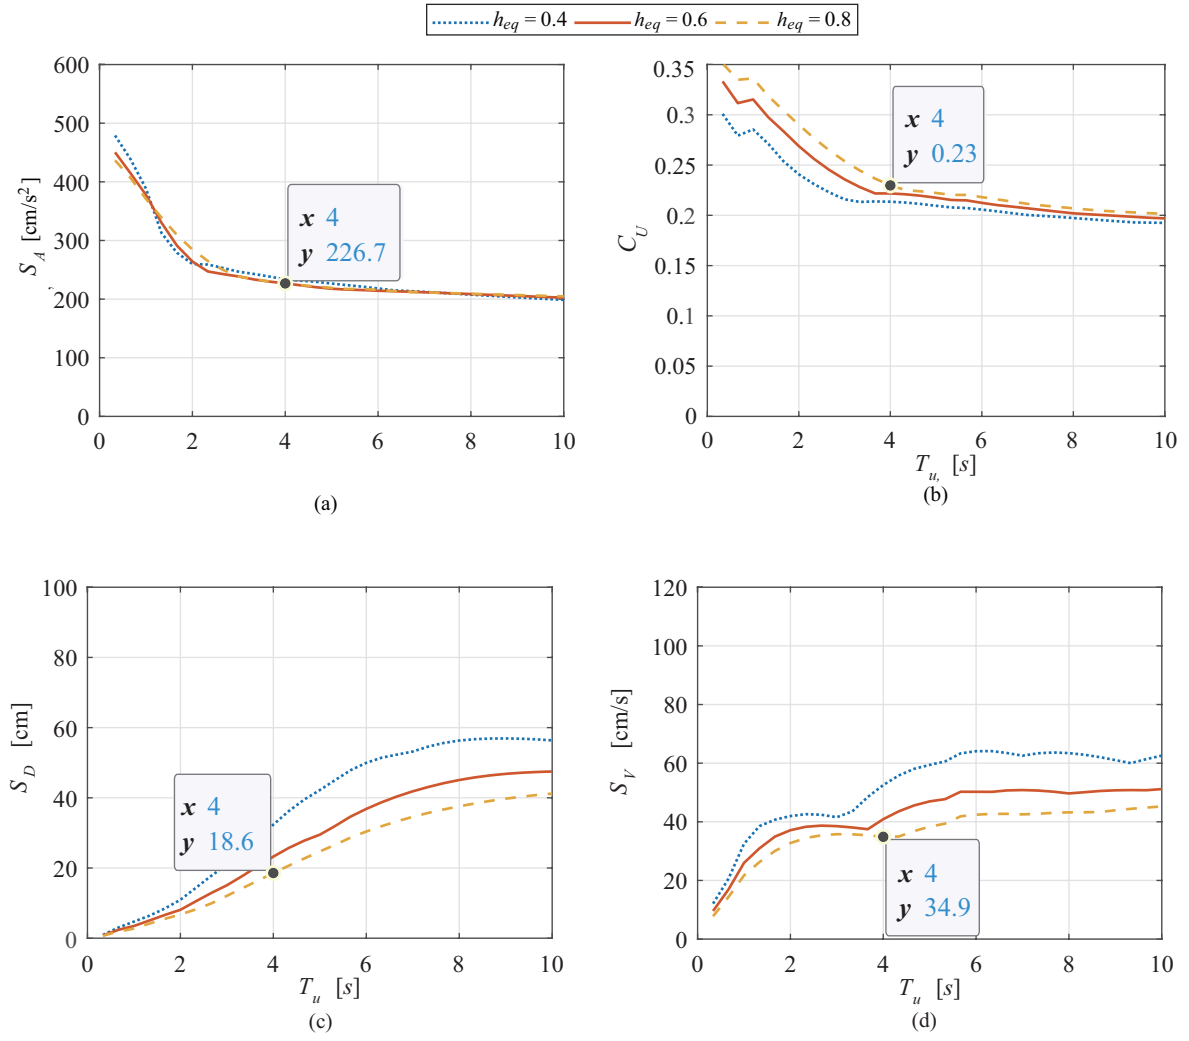 h_eq = 0.4 h_eq = 0.6 h_eq = 0.8
600
500
400
300
200
100
0
0 2 4 6 8 10
, S_A [cm/s²]
x 4
y 226.7
(a)
0.35
0.3
0.25
0.2
0.15
0.1
0.05
0
0 2 4 6 8 10
C_U
T_u, [s]
x 4
y 0.23
(b)
100
80
60
40
20
0
0 2 4 6 8 10
S_D [cm]
T_u [s]
x 4
y 18.6
(c)
120
100
80
60
40
20
0
0 2 4 6 8 10
S_V [cm/s]
T_u [s]
x 4
y 34.9
(d)